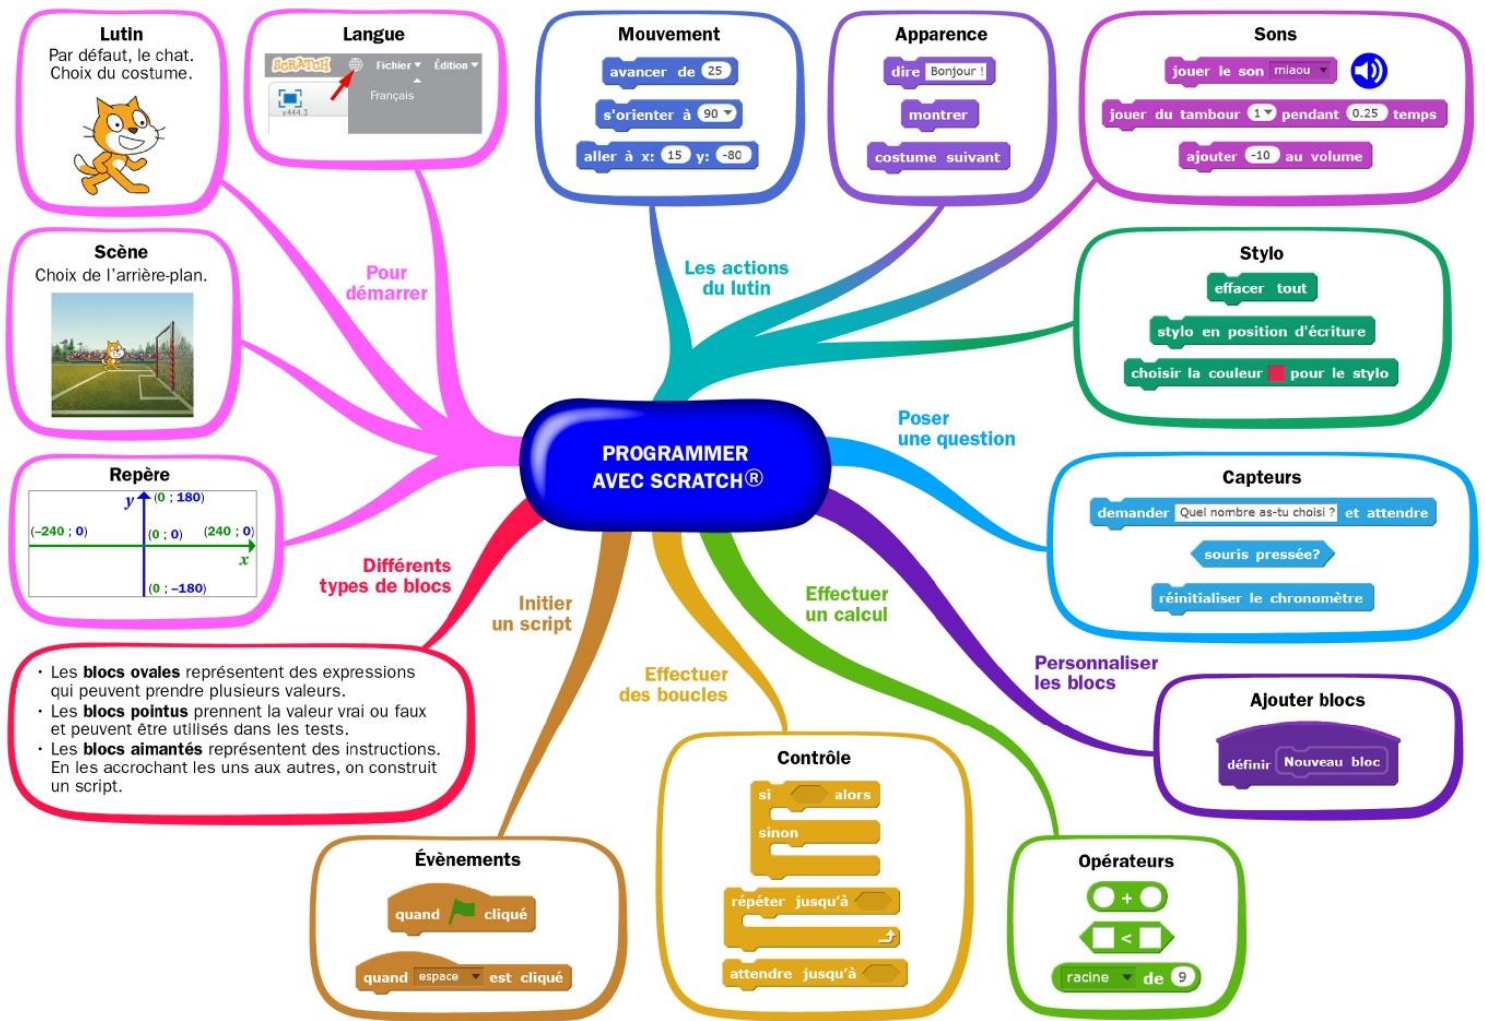 PROGRAMMER
AVEC SCRATCH®
Pour
démarrer
Lutin
Par défaut, le chat.
Choix du costume.
Langue
SCRATCH Fichier Édition
Français
v444.3
Scène
Choix de l'arrière-plan.
Repère
y (0 ; 180)
(–240 ; 0) (0 ; 0) (240 ; 0)
x
(0 ; –180)
Les actions
du lutin
Mouvement
avancer de 25
s'orienter à 90
aller à x: 15 y: -80
Apparence
dire Bonjour !
montrer
costume suivant
Sons
jouer le son miaou
jouer du tambour 1 pendant 0.25 temps
ajouter -10 au volume
Stylo
effacer tout
stylo en position d'écriture
choisir la couleur pour le stylo
Poser
une question
Capteurs
demander Quel nombre as-tu choisi ? et attendre
souris pressée?
réinitialiser le chronomètre
Personnaliser
les blocs
Ajouter blocs
définir Nouveau bloc
Effectuer
un calcul
Opérateurs
+
<
racine de 9
Effectuer
des boucles
Contrôle
si alors
sinon
répéter jusqu'à
attendre jusqu'à
Initier
un script
Évènements
quand cliqué
quand espace est cliqué
Différents
types de blocs
· Les blocs ovales représentent des expressions
qui peuvent prendre plusieurs valeurs.
· Les blocs pointus prennent la valeur vrai ou faux
et peuvent être utilisés dans les tests.
· Les blocs aimantés représentent des instructions.
En les accrochant les uns aux autres, on construit
un script.